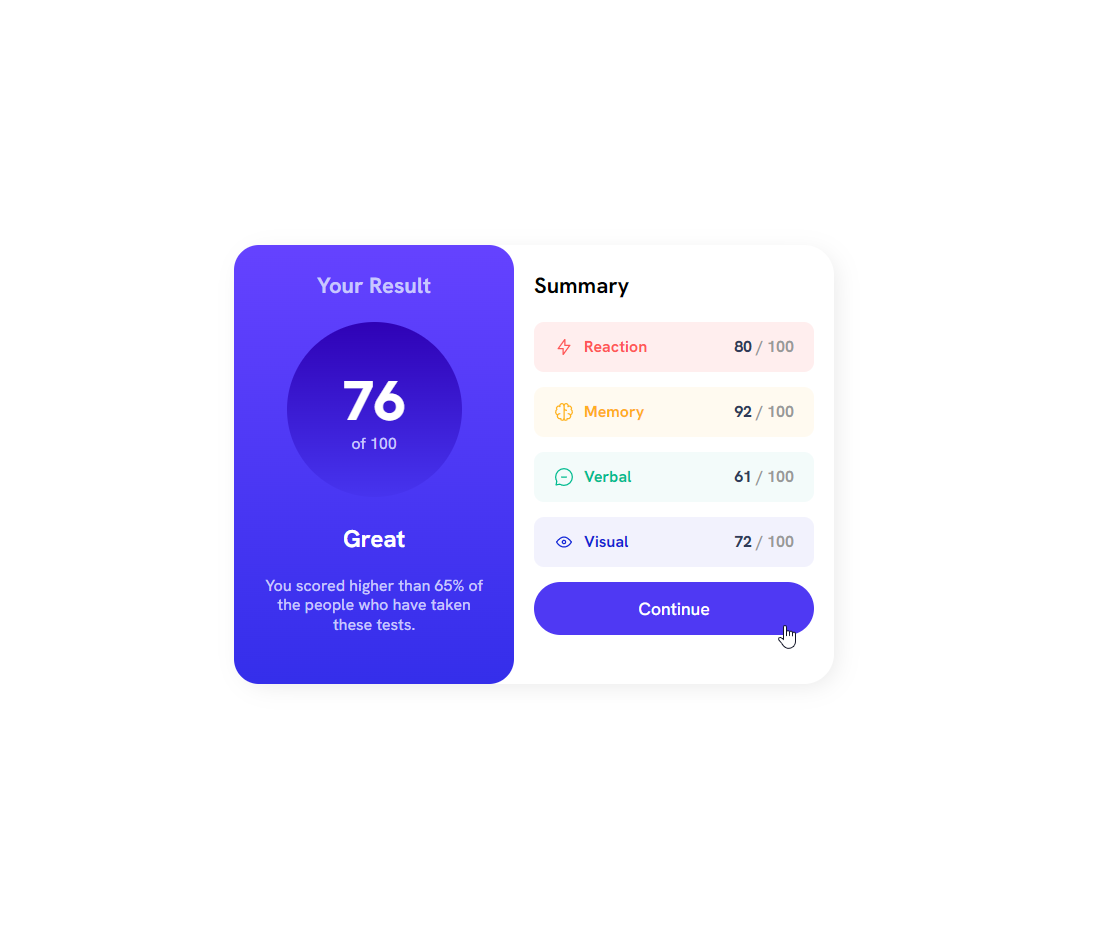 Your Result
76
of 100
Great
You scored higher than 65% of
the people who have taken
these tests.
Summary
Reaction 80 / 100
Memory 92 / 100
Verbal 61 / 100
Visual 72 / 100
Continue